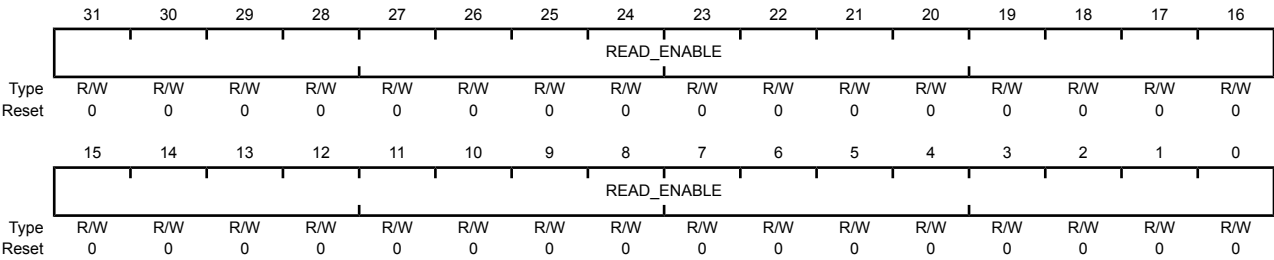 31 30 29 28 27 26 25 24 23 22 21 20 19 18 17 16
READ_ENABLE
Type R/W R/W R/W R/W R/W R/W R/W R/W R/W R/W R/W R/W R/W R/W R/W R/W
Reset 0 0 0 0 0 0 0 0 0 0 0 0 0 0 0 0
15 14 13 12 11 10 9 8 7 6 5 4 3 2 1 0
READ_ENABLE
Type R/W R/W R/W R/W R/W R/W R/W R/W R/W R/W R/W R/W R/W R/W R/W R/W
Reset 0 0 0 0 0 0 0 0 0 0 0 0 0 0 0 0